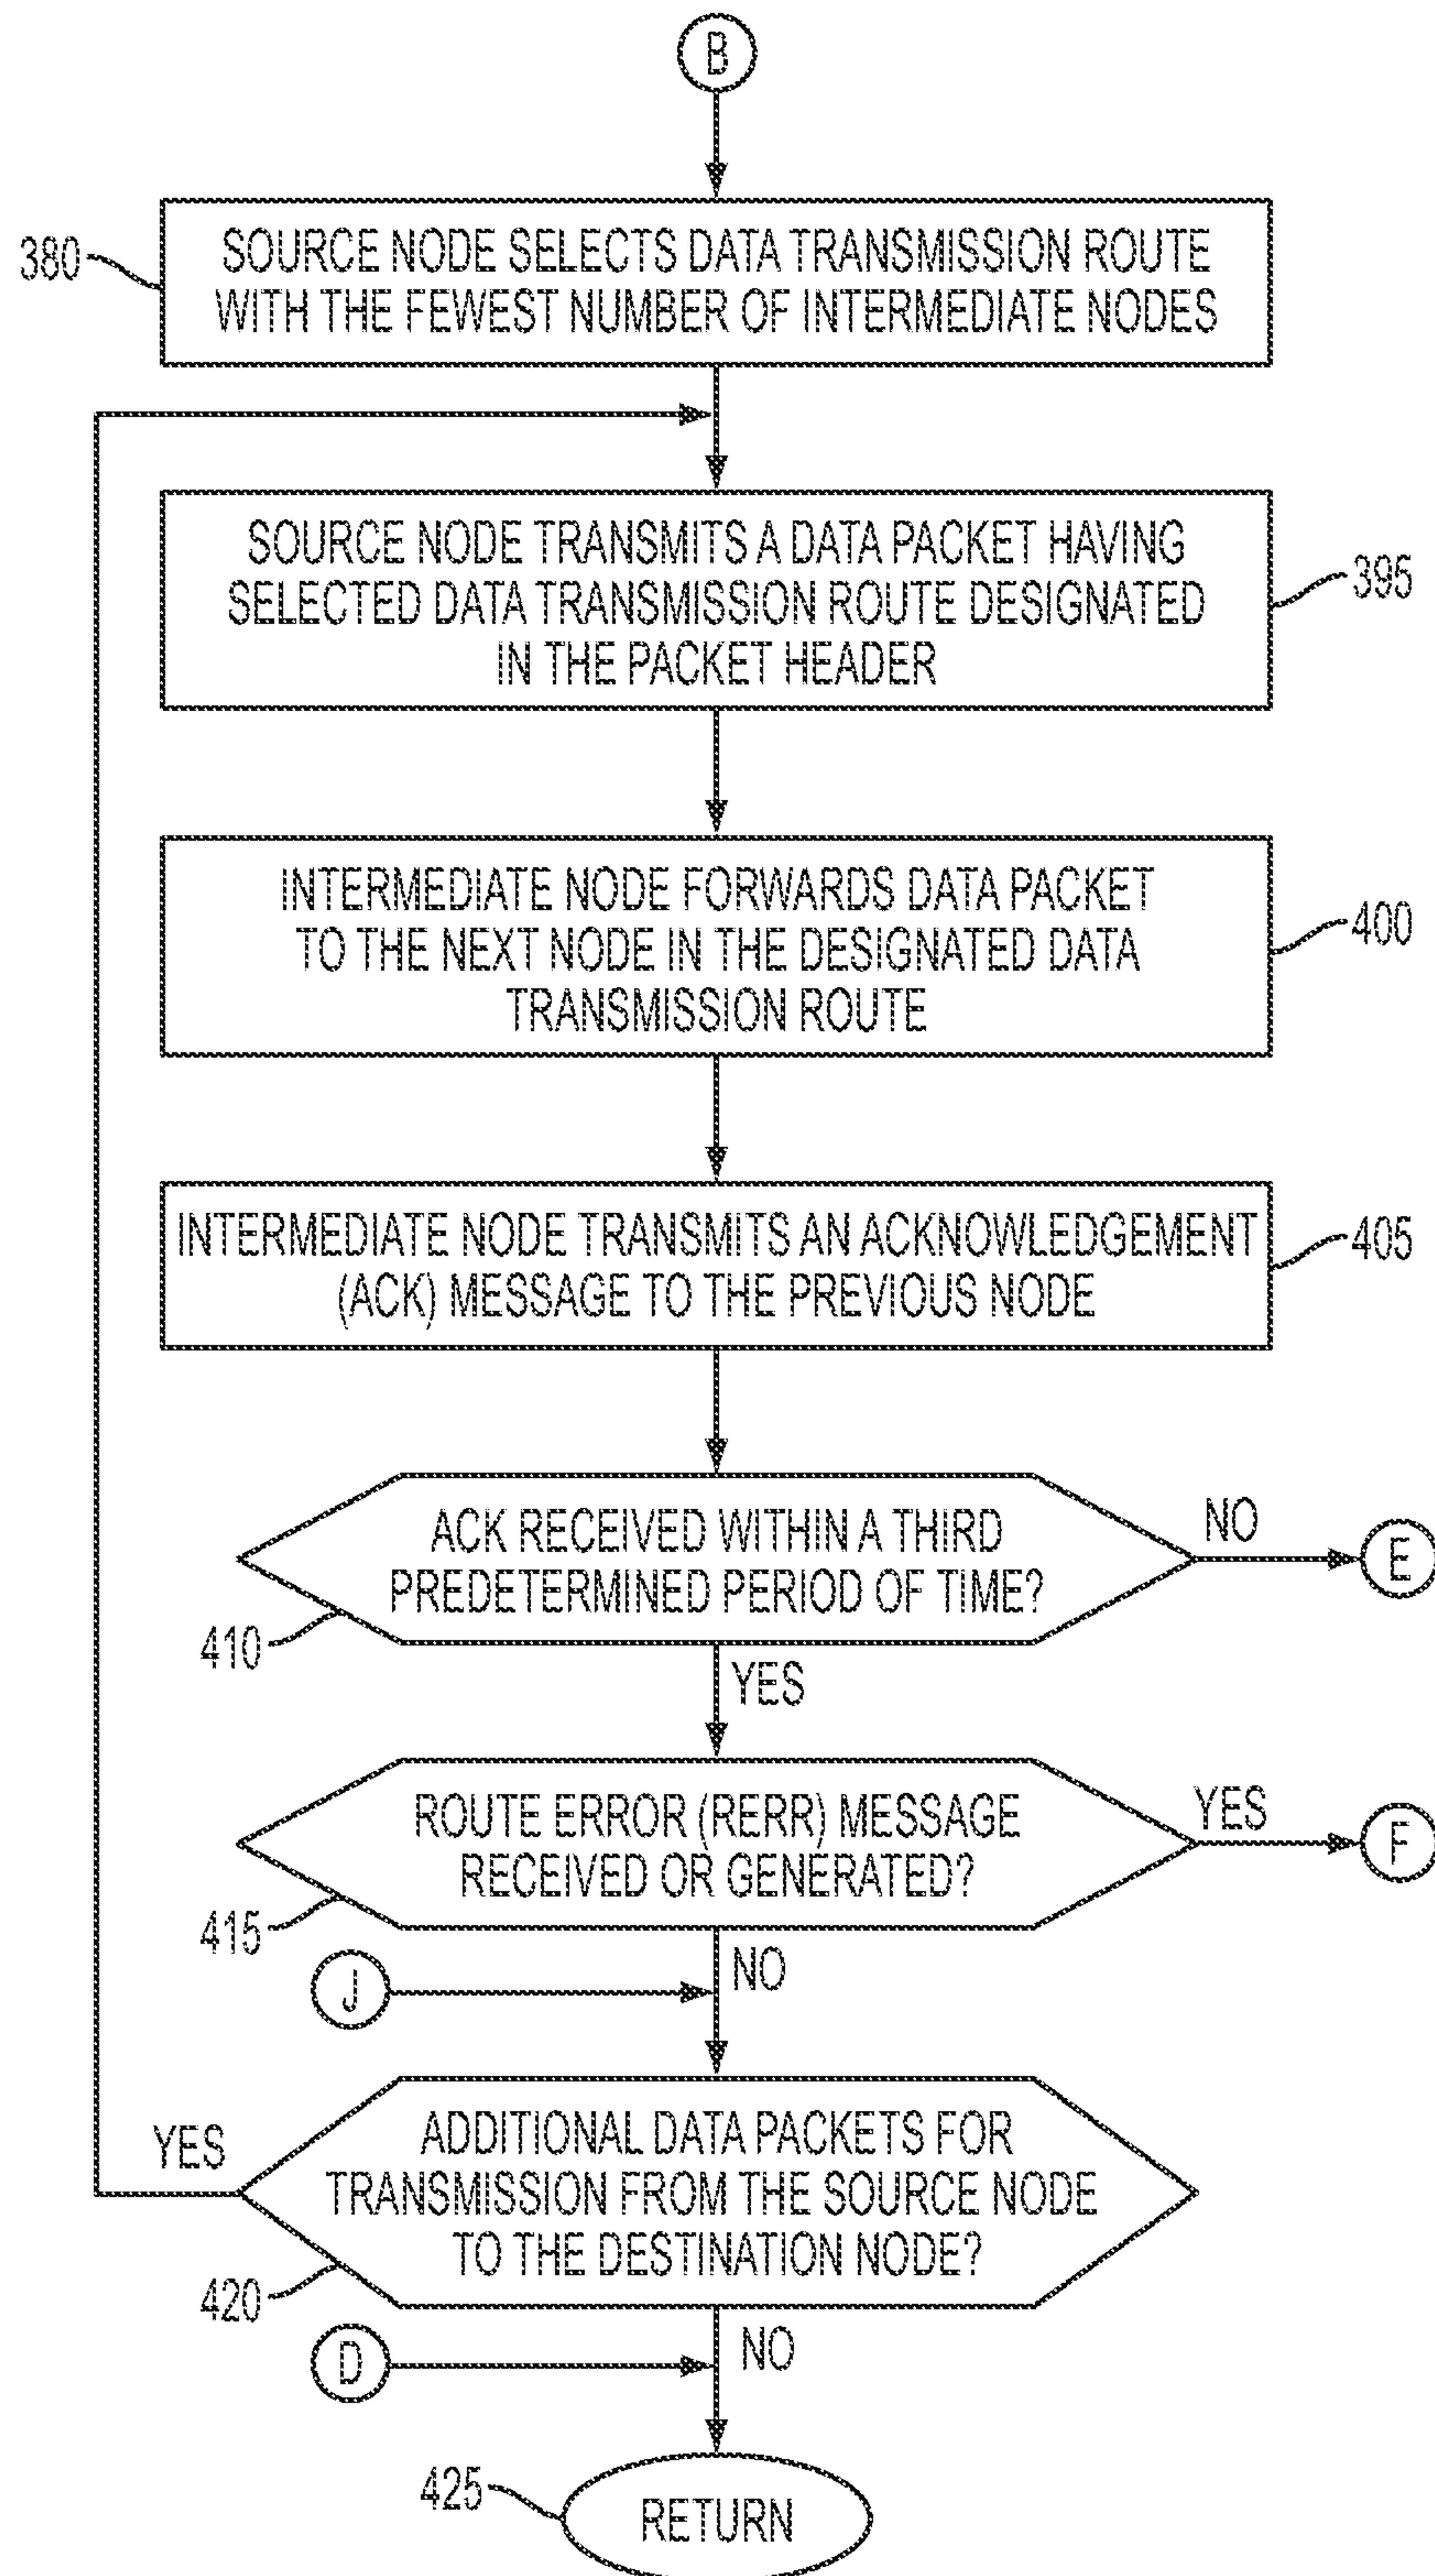 B
380
SOURCE NODE SELECTS DATA TRANSMISSION ROUTE
WITH THE FEWEST NUMBER OF INTERMEDIATE NODES
SOURCE NODE TRANSMITS A DATA PACKET HAVING
SELECTED DATA TRANSMISSION ROUTE DESIGNATED
IN THE PACKET HEADER
395
INTERMEDIATE NODE FORWARDS DATA PACKET
TO THE NEXT NODE IN THE DESIGNATED DATA
TRANSMISSION ROUTE
400
INTERMEDIATE NODE TRANSMITS AN ACKNOWLEDGEMENT
(ACK) MESSAGE TO THE PREVIOUS NODE
405
ACK RECEIVED WITHIN A THIRD
PREDETERMINED PERIOD OF TIME?
NO
E
410
YES
ROUTE ERROR (RERR) MESSAGE
RECEIVED OR GENERATED?
YES
F
415
NO
J
YES
ADDITIONAL DATA PACKETS FOR
TRANSMISSION FROM THE SOURCE NODE
TO THE DESTINATION NODE?
420
NO
D
425
RETURN